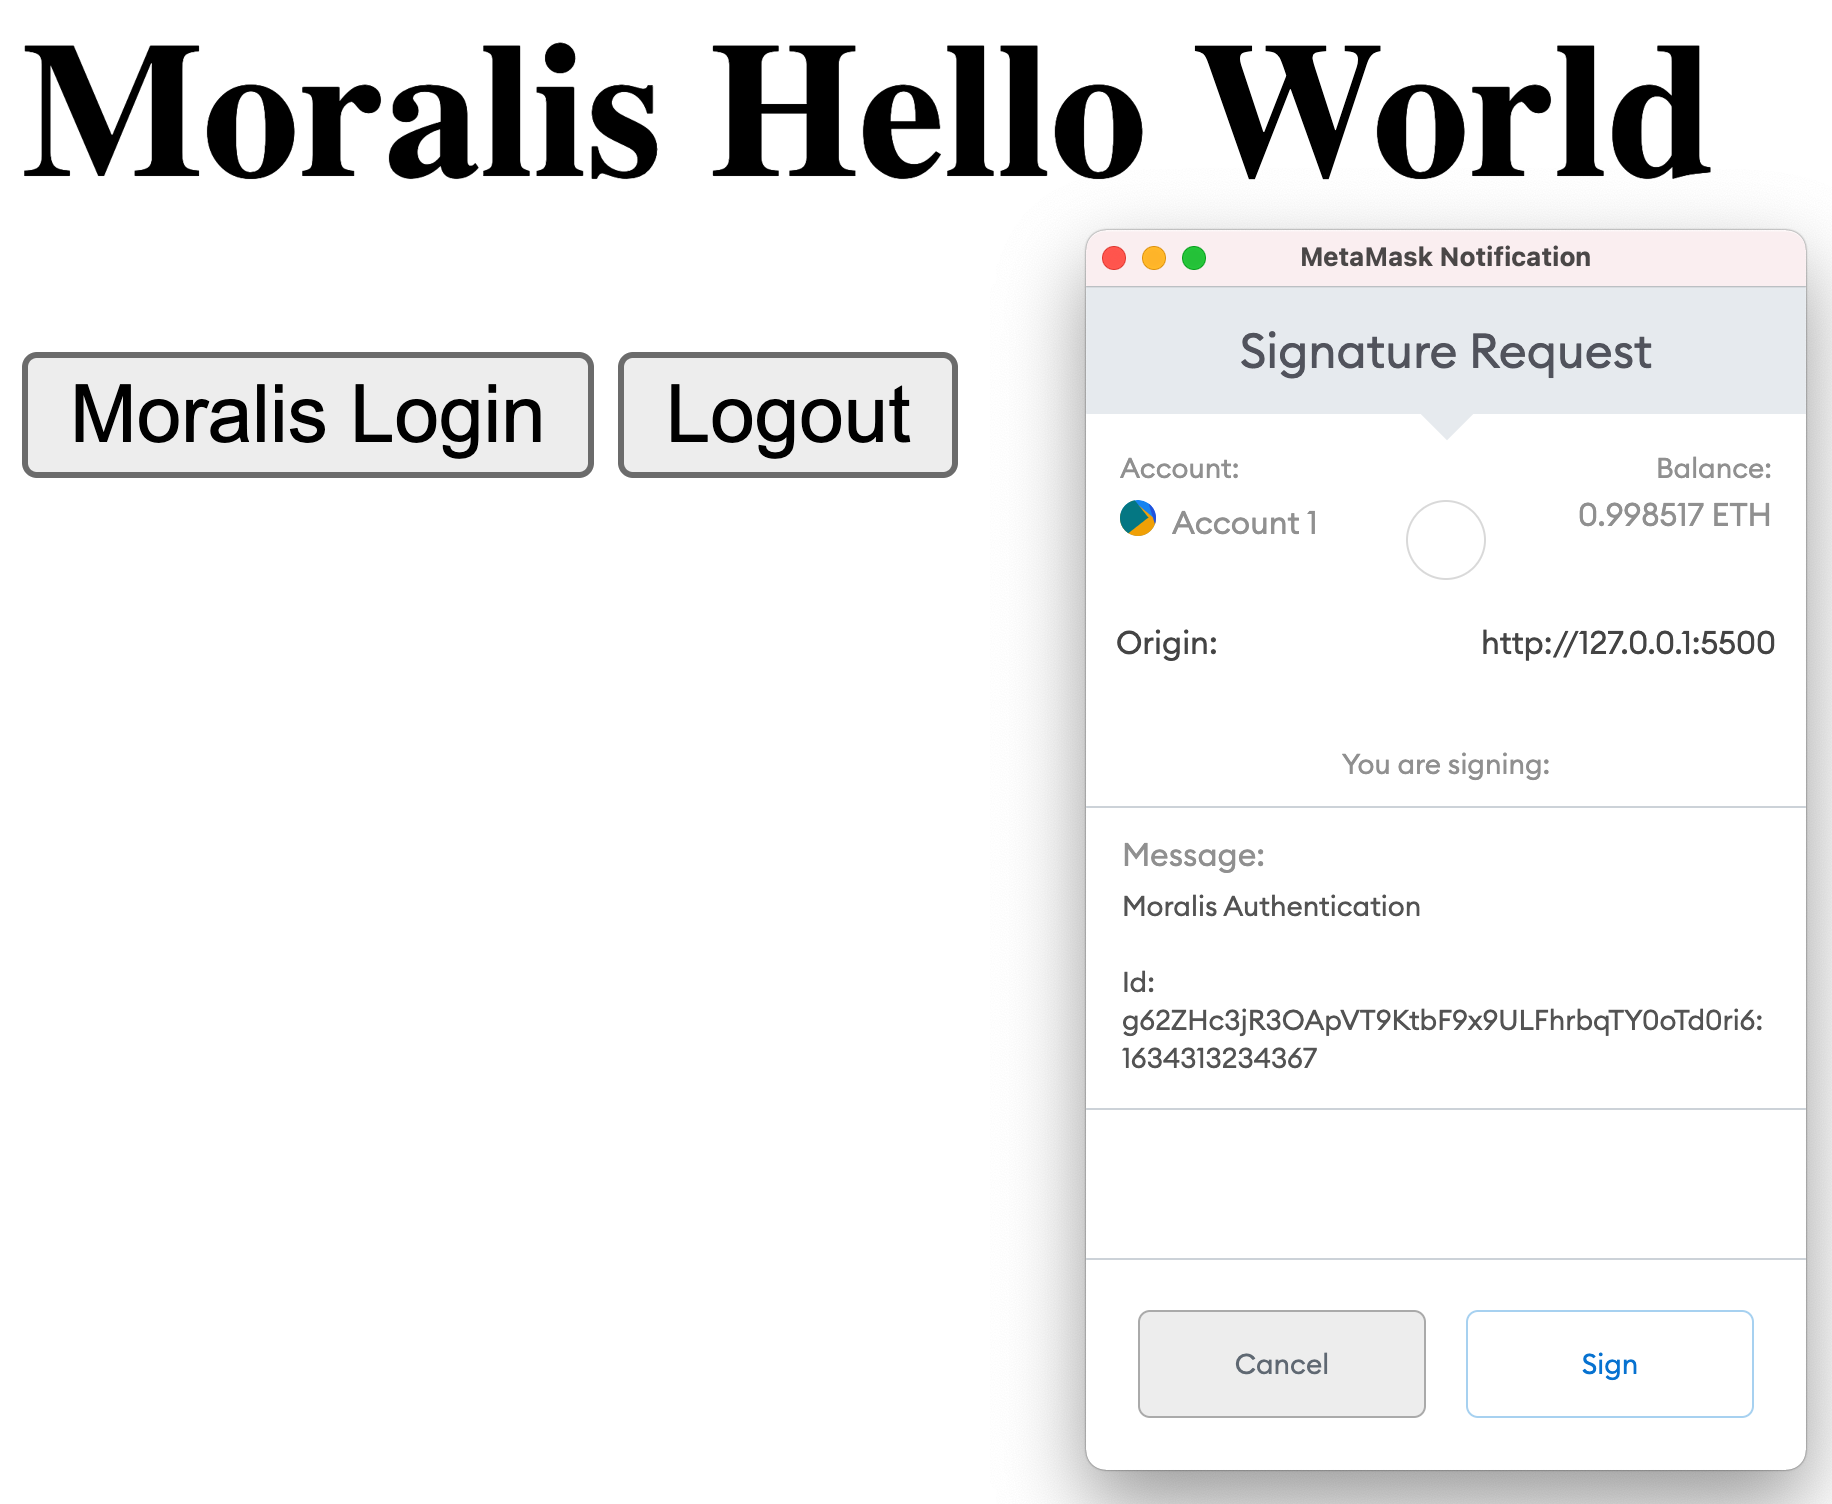 Moralis Hello World
Moralis Login Logout
MetaMask Notification
Signature Request
Account: Balance:
Account 1 0.998517 ETH
Origin: http://127.0.0.1:5500
You are signing:
Message:
Moralis Authentication
Id:
g62ZHc3jR3OApVT9KtbF9x9ULFhrbqTY0oTd0ri6:
1634313234367
Cancel Sign